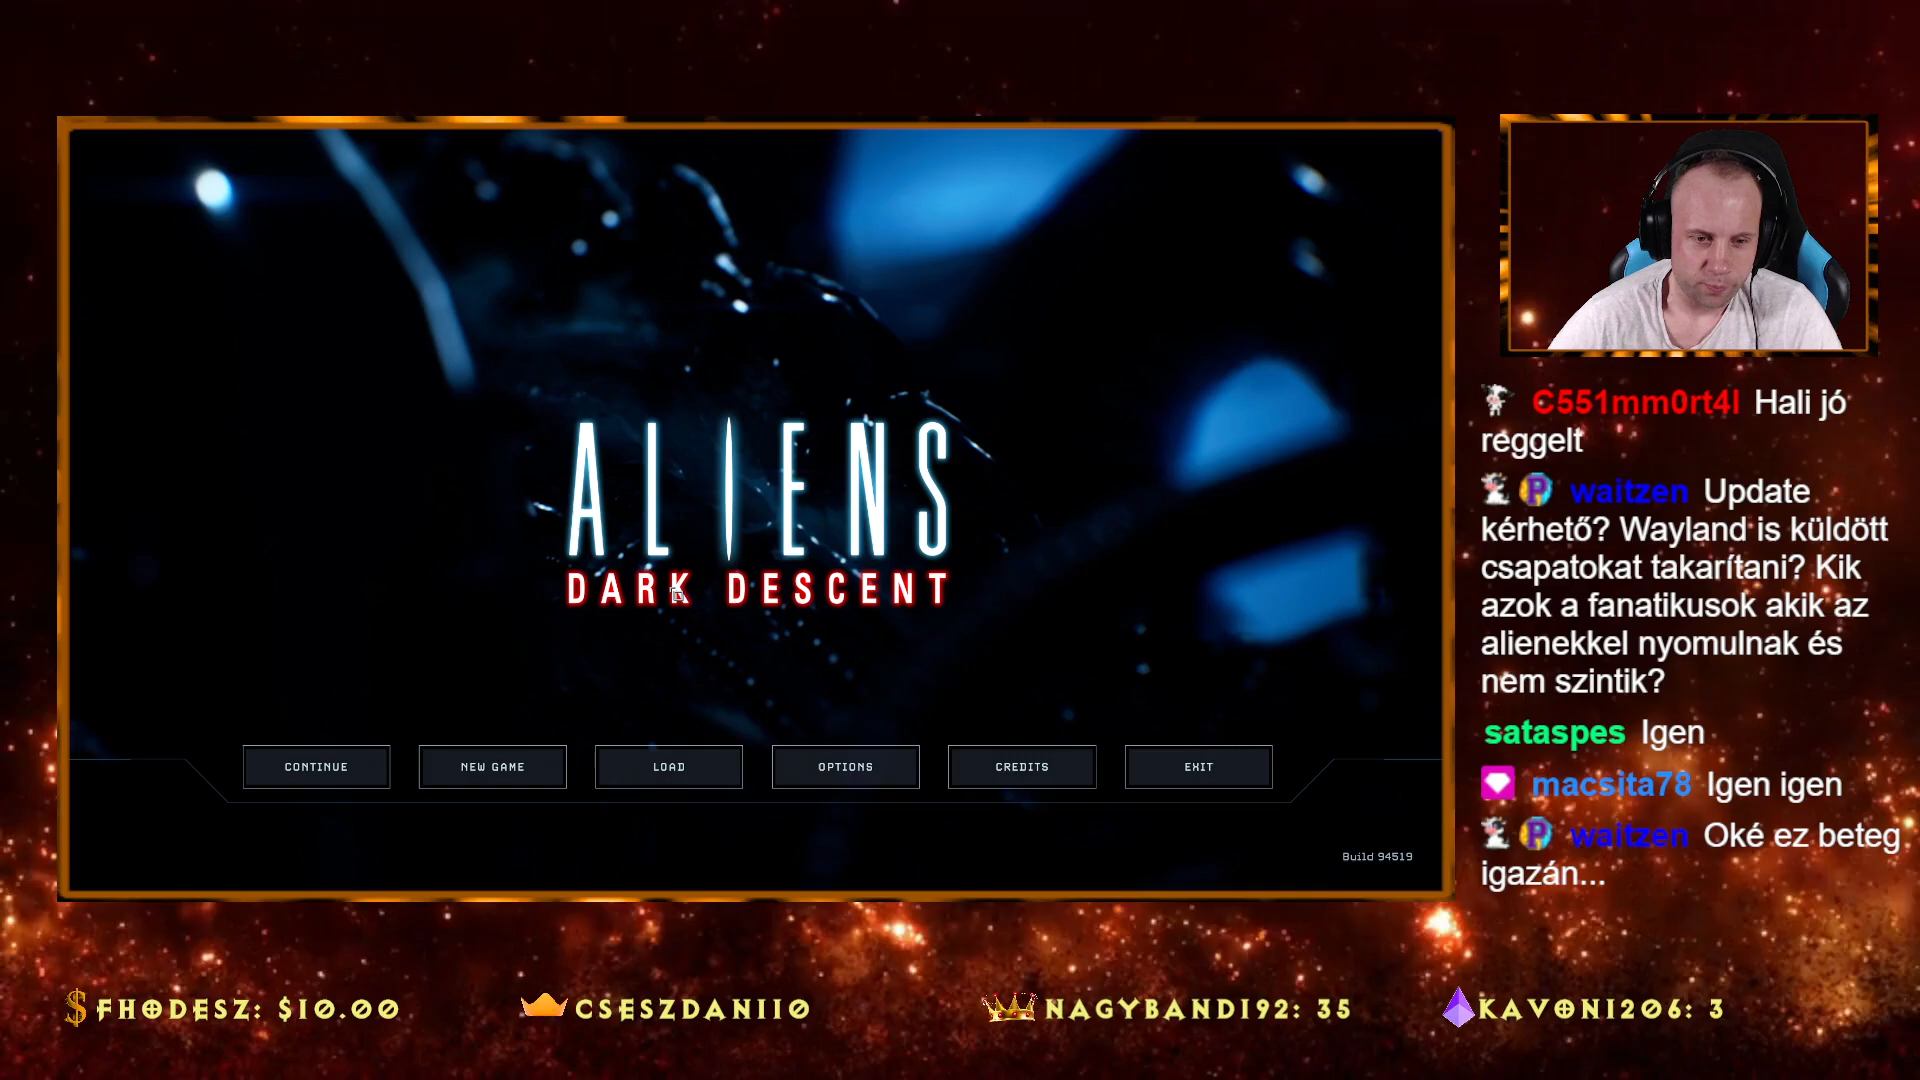 ALIENS
DARK DESCENT
CONTINUE
NEW GAME
LOAD
OPTIONS
CREDITS
EXIT
Build 94519
C551mm0rt4l Hali jó
reggelt
waitzen Update
kérhető? Wayland is küldött
csapatokat takarítani? Kik
azok a fanatikusok akik az
alienekkel nyomulnak és
nem szintik?
sataspes Igen
macsita78 Igen igen
waitzen Oké ez beteg
igazán...
FHODESZ: $10.00
CSESZDANI10
NAGYBANDI92: 35
KAVONI206: 3